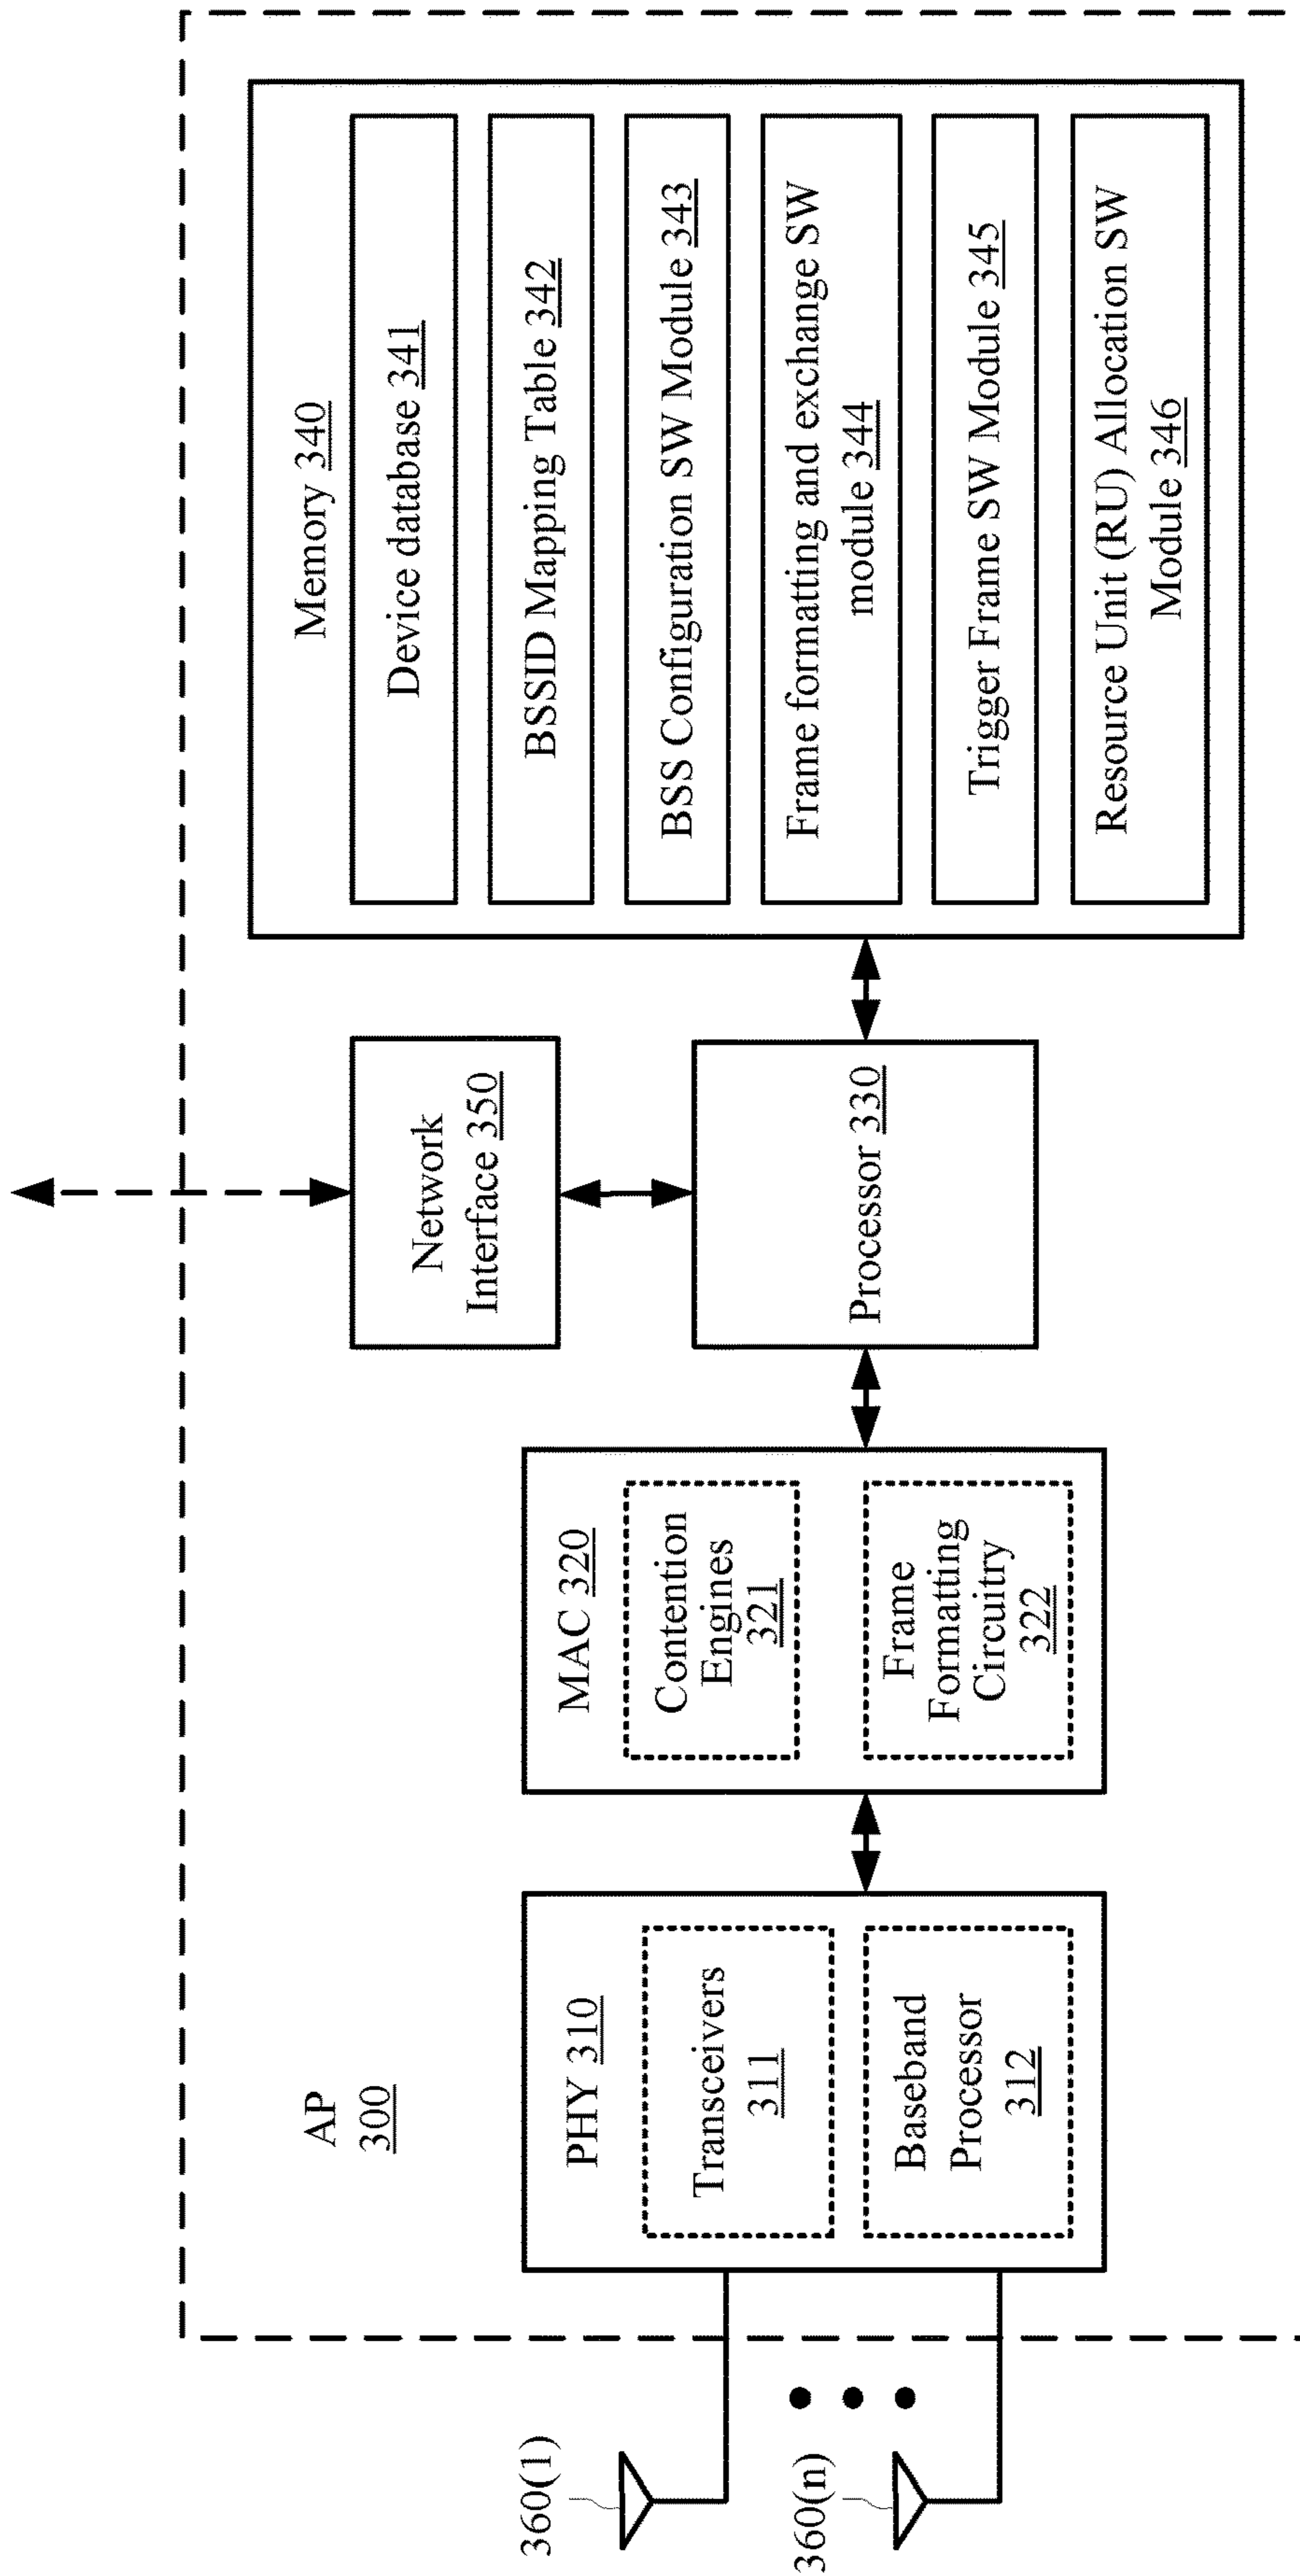 AP
300
360(1)
360(n)
PHY 310
Transceivers
311
Baseband
Processor
312
MAC 320
Contention
Engines
321
Frame
Formatting
Circuitry
322
Network
Interface 350
Processor 330
Memory 340
Device database 341
BSSID Mapping Table 342
BSS Configuration SW Module 343
Frame formatting and exchange SW
module 344
Trigger Frame SW Module 345
Resource Unit (RU) Allocation SW
Module 346